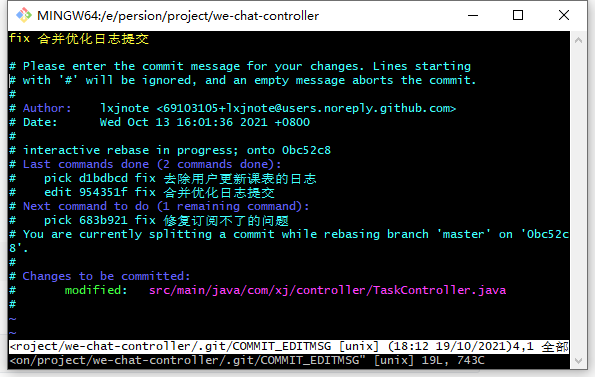 MINGW64:/e/persion/project/we-chat-controller
fix 合并优化日志提交
# Please enter the commit message for your changes. Lines starting
# with '#' will be ignored, and an empty message aborts the commit.
#
# Author:    lxjnote <69103105+lxjnote@users.noreply.github.com>
# Date:      Wed Oct 13 16:01:36 2021 +0800
#
# interactive rebase in progress; onto 0bc52c8
# Last commands done (2 commands done):
#    pick d1bdbcd fix 去除用户更新课表的日志
#    edit 954351f fix 合并优化日志提交
# Next command to do (1 remaining command):
#    pick 683b921 fix 修复订阅不了的问题
# You are currently splitting a commit while rebasing branch 'master' on '0bc52c
8'.
#
# Changes to be committed:
#       modified:   src/main/java/com/xj/controller/TaskController.java
#
~
~
<roject/we-chat-controller/.git/COMMIT_EDITMSG [unix] (18:12 19/10/2021)4,1 全部
<on/project/we-chat-controller/.git/COMMIT_EDITMSG" [unix] 19L, 743C